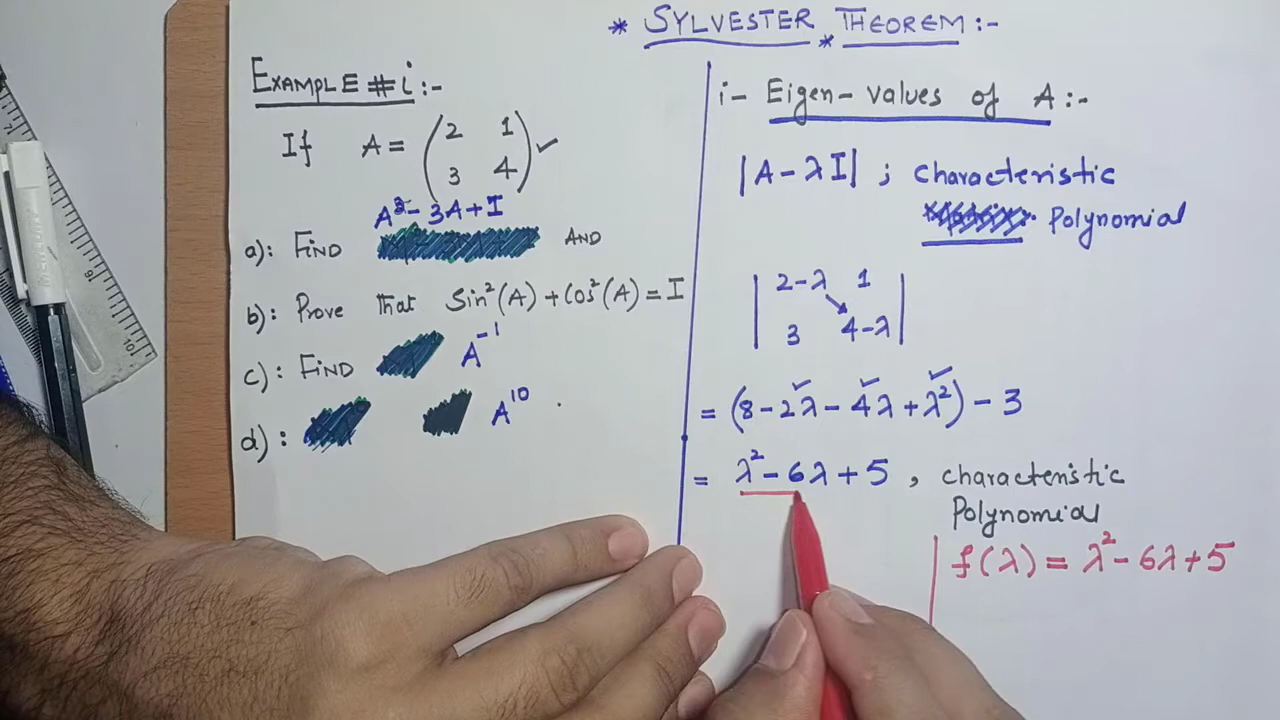 * SYLVESTER * THEOREM :-
EXAMPLE # i :-
If A = (2 1
3 4) ✓
A² - 3A + I
a): FIND AND
b): Prove that Sin²(A) + Cos²(A) = I
c): FIND A⁻¹
d): A¹⁰ .
i- Eigen-values of A :-
|A - λI| ; Characteristic
Polynomial
| 2-λ 1 |
| 3 4-λ |
= (8 - 2λ - 4λ + λ²) - 3
= λ² - 6λ + 5 , characteristic
Polynomial
f(λ) = λ² - 6λ + 5